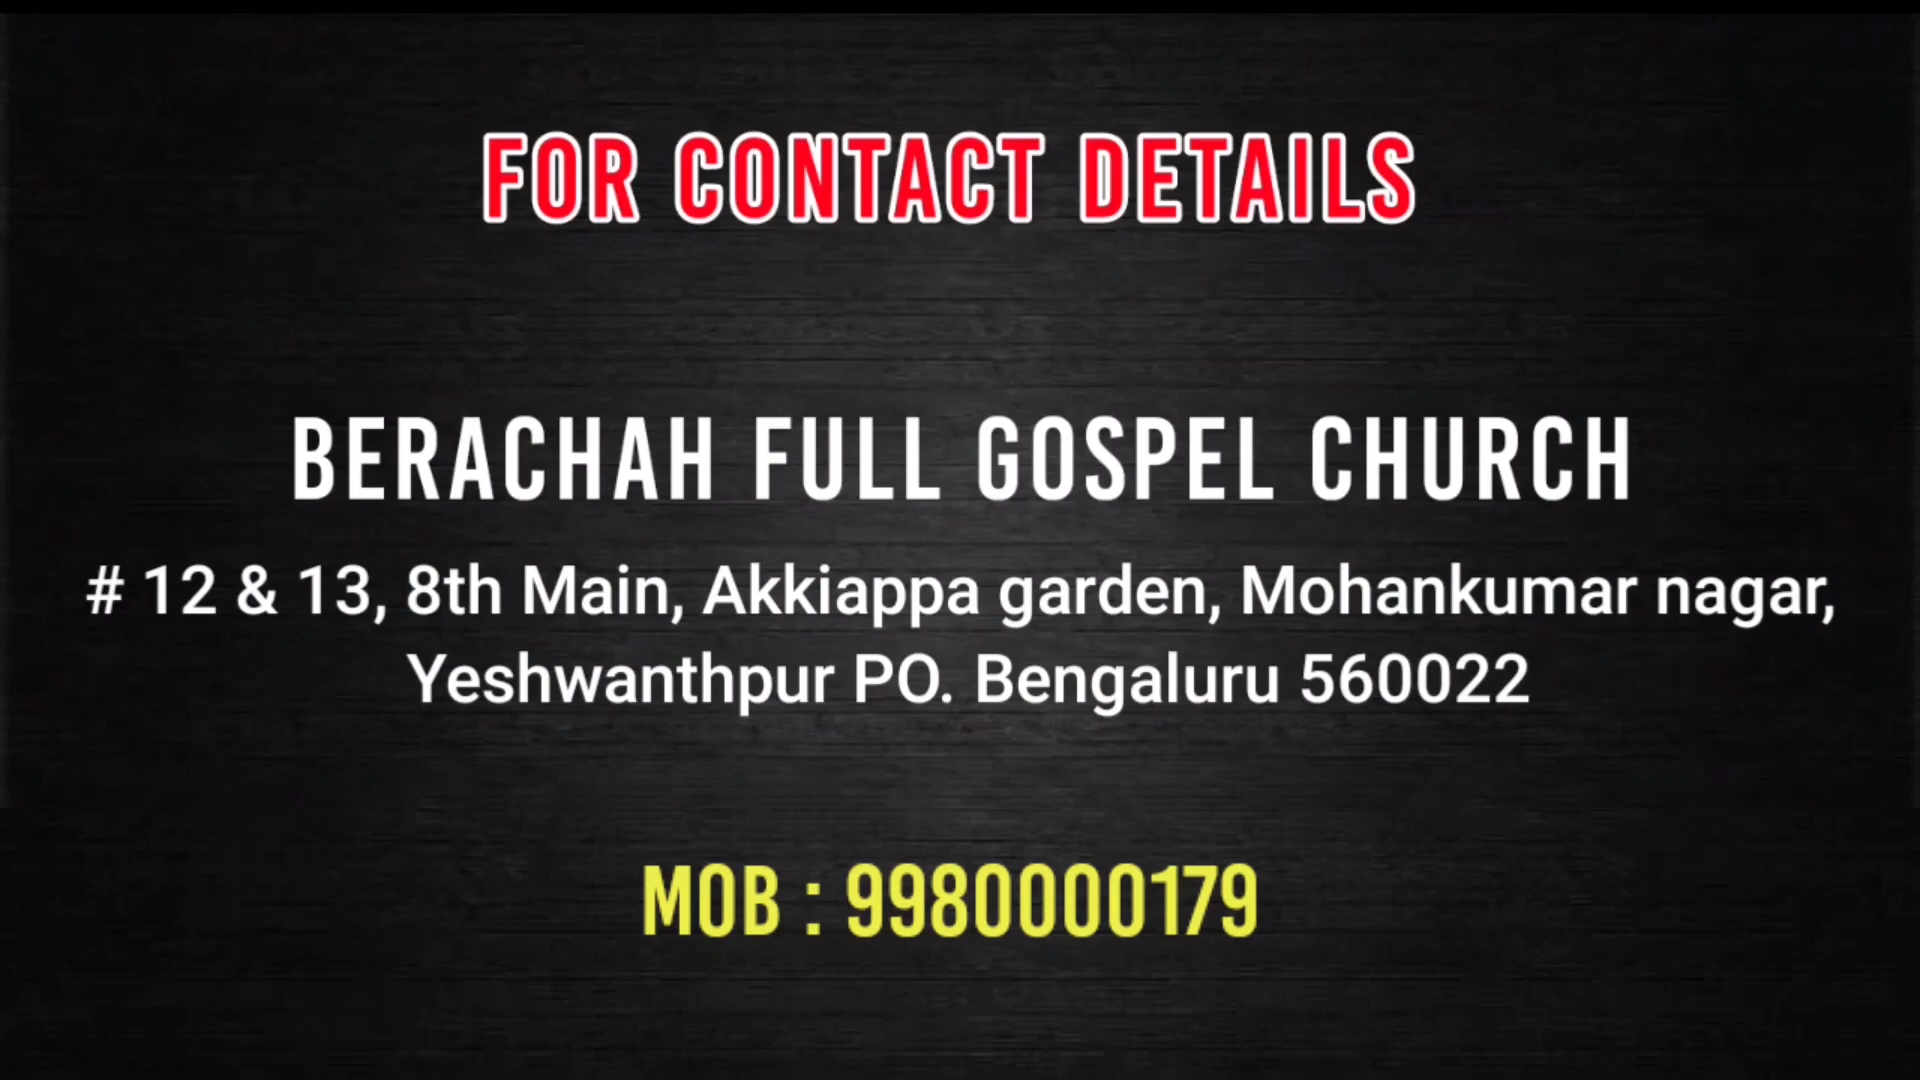 FOR CONTACT DETAILS
BERACHAH FULL GOSPEL CHURCH
# 12 & 13, 8th Main, Akkiappa garden, Mohankumar nagar,
Yeshwanthpur PO. Bengaluru 560022
MOB : 9980000179